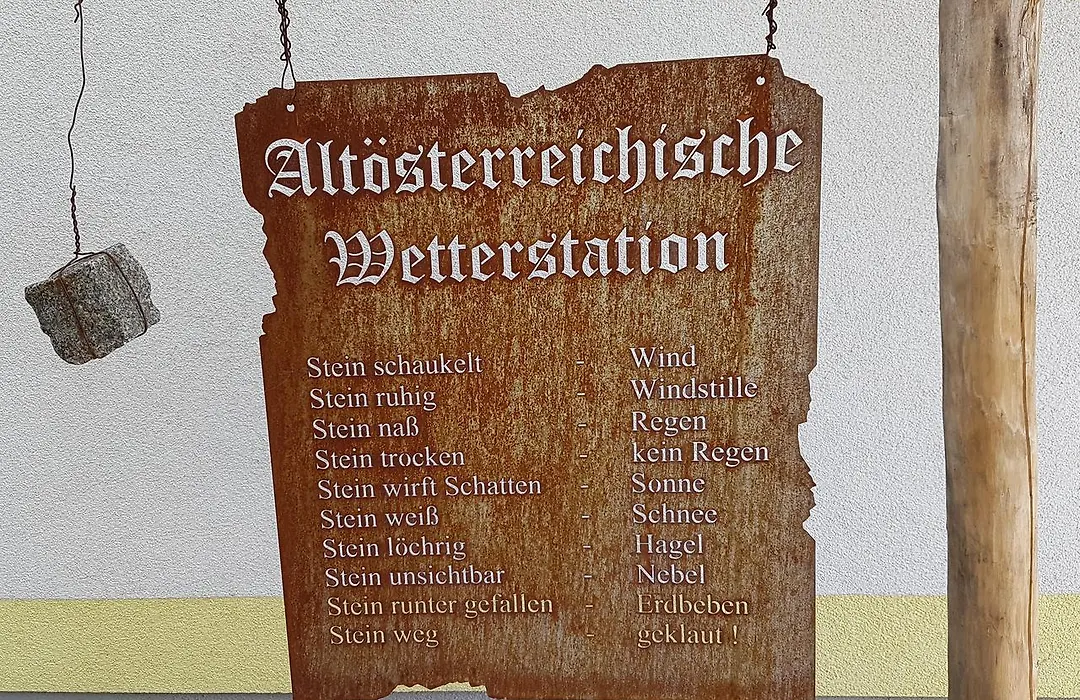 Altösterreichische
Wetterstation
Stein schaukelt - Wind
Stein ruhig - Windstille
Stein naß - Regen
Stein trocken - kein Regen
Stein wirft Schatten - Sonne
Stein weiß - Schnee
Stein löchrig - Hagel
Stein unsichtbar - Nebel
Stein runter gefallen - Erdbeben
Stein weg - geklaut !